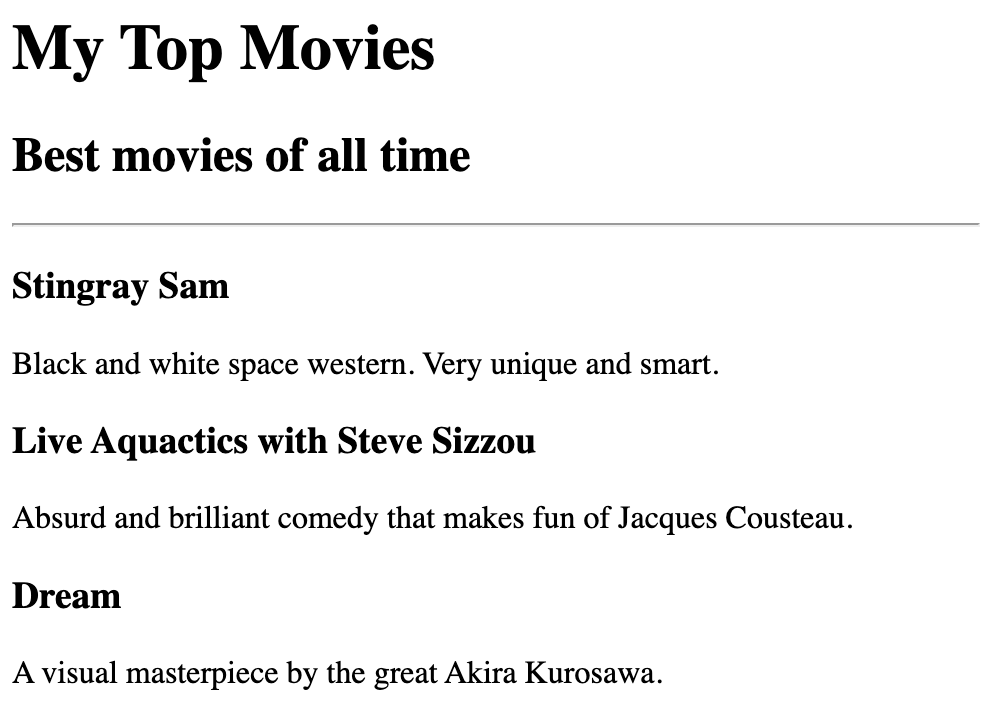 My Top Movies
Best movies of all time
Stingray Sam
Black and white space western. Very unique and smart.
Live Aquactics with Steve Sizzou
Absurd and brilliant comedy that makes fun of Jacques Cousteau.
Dream
A visual masterpiece by the great Akira Kurosawa.